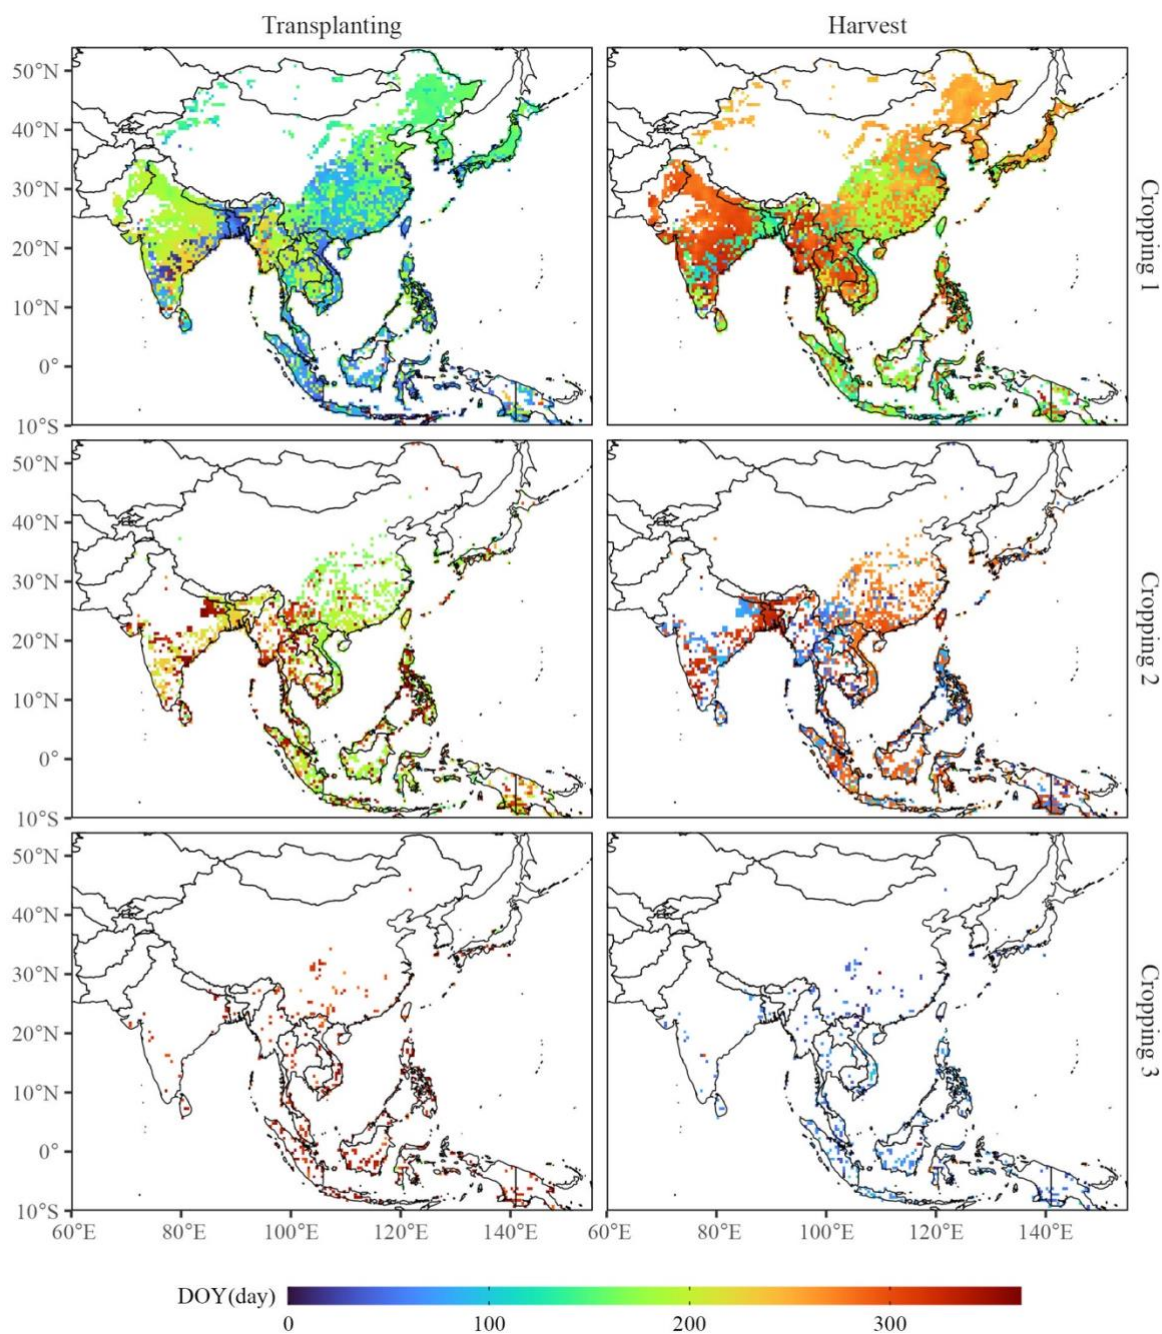 Transplanting Harvest
50°N
40°N
30°N
20°N
10°N
0°
10°S
Cropping 1
50°N
40°N
30°N
20°N
10°N
0°
10°S
Cropping 2
50°N
40°N
30°N
20°N
10°N
0°
10°S
Cropping 3
60°E 80°E 100°E 120°E 140°E 60°E 80°E 100°E 120°E 140°E
DOY(day)
0 100 200 300